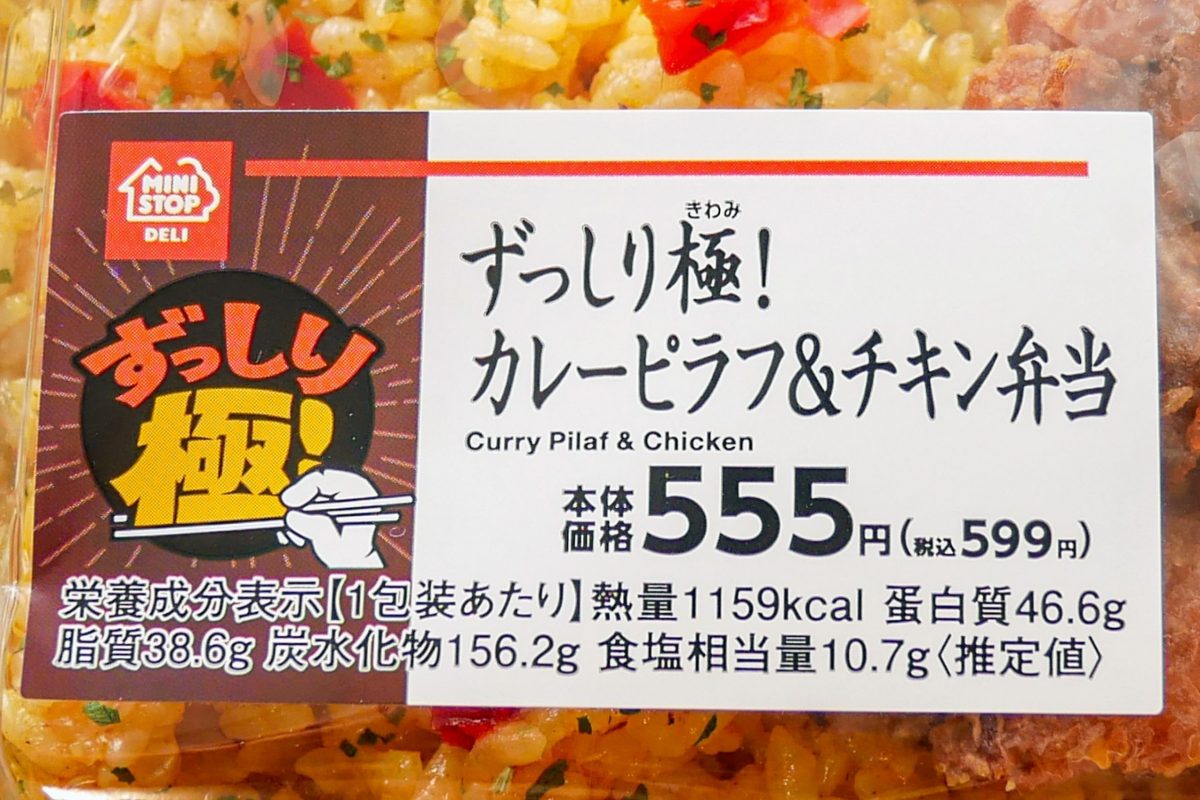 MINI
STOP
DELI
ずっしり
極!
きわみ
ずっしり極!
カレーピラフ&チキン弁当
Curry Pilaf & Chicken
本体価格555円(税込599円)
栄養成分表示【1包装あたり】熱量1159kcal 蛋白質46.6g
脂質38.6g 炭水化物156.2g 食塩相当量10.7g〈推定値〉